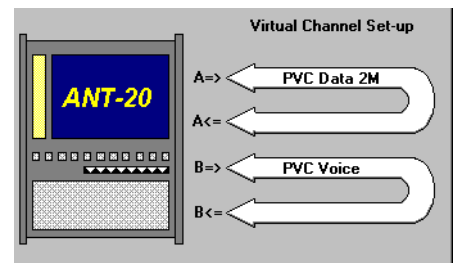 Virtual Channel Set-up
ANT-20
A=>
PVC Data 2M
A<=
B=>
PVC Voice
B<=